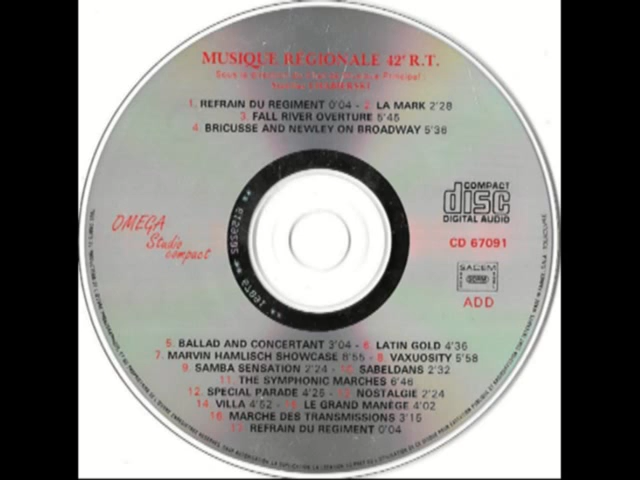 MUSIQUE RÉGIONALE 42e R.T.
Principal
1. REFRAIN DU REGIMENT 0'04 - 2. LA MARK 2'28
3. FALL RIVER OVERTURE 5'45
4. BRICUSSE AND NEWLEY ON BROADWAY 5'36
OMEGA
Studio
compact
COMPACT
disc
DIGITAL AUDIO
CD 67091
SACEM
SDRM
ADD
5. BALLAD AND CONCERTANT 3'04 - 6. LATIN GOLD 4'36
7. MARVIN HAMLISCH SHOWCASE 8'55 - 8. VAXUOSITY 5'58
9. SAMBA SENSATION 2'24 - 10. SABELDANS 2'32
11. THE SYMPHONIC MARCHES 6'46
12. SPECIAL PARADE 4'25 - 13. NOSTALGIE 2'24
14. VILLA 4'52 - 15. LE GRAND MANÈGE 4'02
16. MARCHE DES TRANSMISSIONS 3'15
17. REFRAIN DU REGIMENT 0'04